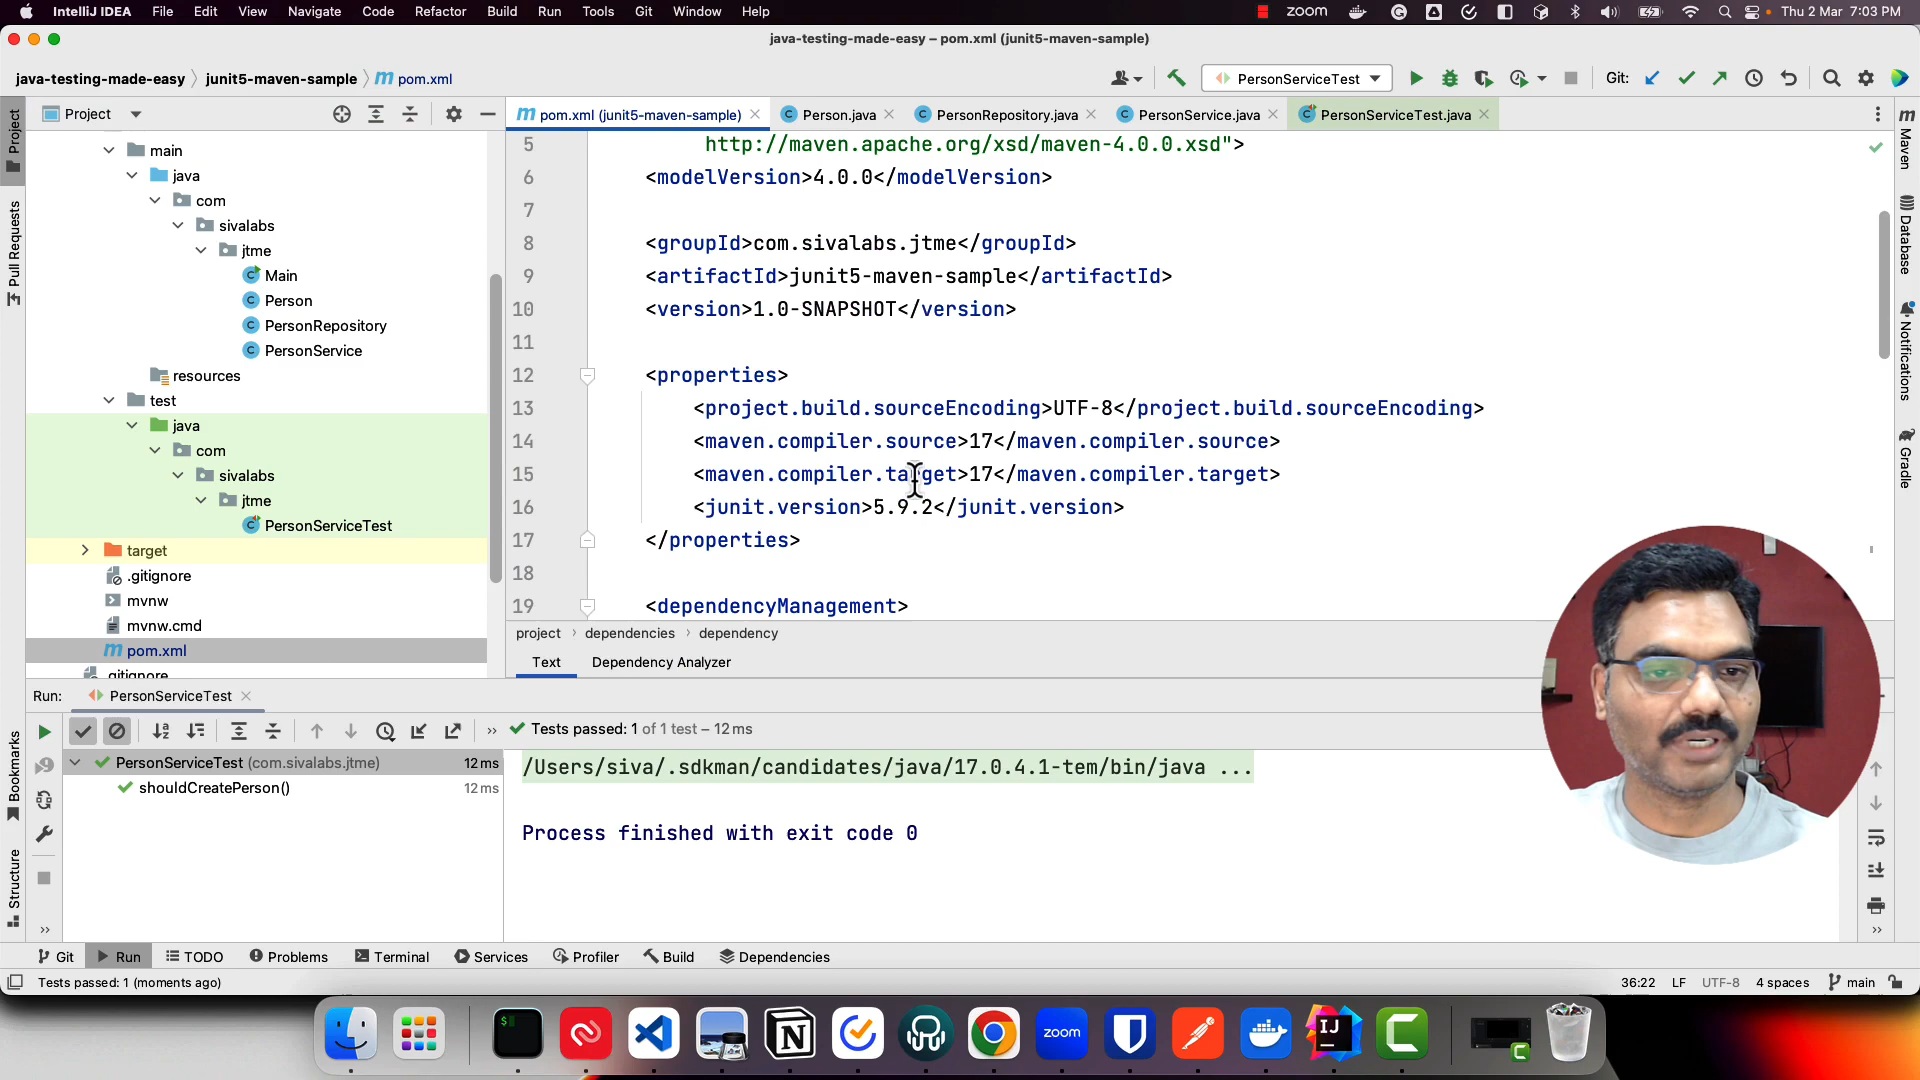 IntelliJ IDEA File Edit View Navigate Code Refactor Build Run Tools Git Window Help zoom Thu 2 Mar 7:03 PM
java-testing-made-easy – pom.xml (junit5-maven-sample)
java-testing-made-easy junit5-maven-sample m pom.xml PersonServiceTest Git:
Project pom.xml (junit5-maven-sample) Person.java PersonRepository.java PersonService.java PersonServiceTest.java
Project
Pull Requests
Bookmarks
Structure
Maven
Database
Notifications
Gradle
main
java
com
sivalabs
jtme
Main
Person
PersonRepository
PersonService
resources
test
java
com
sivalabs
jtme
PersonServiceTest
target
.gitignore
mvnw
mvnw.cmd
pom.xml
.gitignore
5 http://maven.apache.org/xsd/maven-4.0.0.xsd">
6 <modelVersion>4.0.0</modelVersion>
7
8 <groupId>com.sivalabs.jtme</groupId>
9 <artifactId>junit5-maven-sample</artifactId>
10 <version>1.0-SNAPSHOT</version>
11
12 <properties>
13 <project.build.sourceEncoding>UTF-8</project.build.sourceEncoding>
14 <maven.compiler.source>17</maven.compiler.source>
15 <maven.compiler.target>17</maven.compiler.target>
16 <junit.version>5.9.2</junit.version>
17 </properties>
18
19 <dependencyManagement>
project dependencies dependency
Text Dependency Analyzer
Run: PersonServiceTest
Tests passed: 1 of 1 test – 12 ms
PersonServiceTest (com.sivalabs.jtme) 12 ms
shouldCreatePerson() 12 ms
/Users/siva/.sdkman/candidates/java/17.0.4.1-tem/bin/java ...
Process finished with exit code 0
Git Run TODO Problems Terminal Services Profiler Build Dependencies
Tests passed: 1 (moments ago) 36:22 LF UTF-8 4 spaces main
zoom
IJ